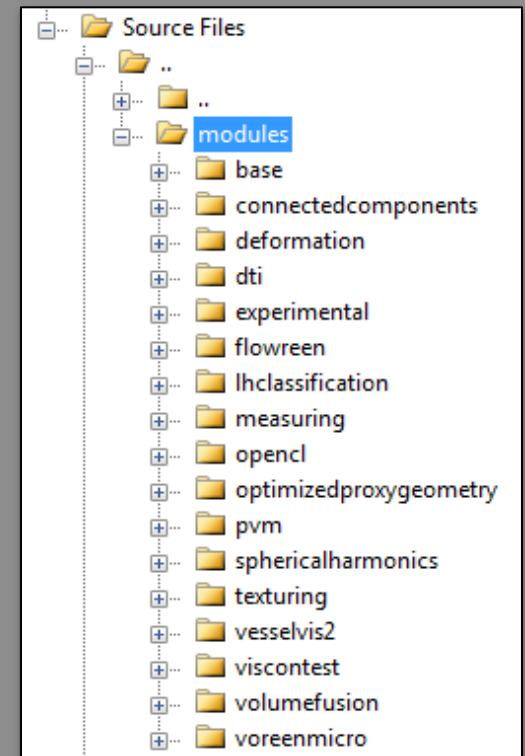 Source Files
..
..
modules
base
connectedcomponents
deformation
dti
experimental
flowreen
lhclassification
measuring
opencl
optimizedproxygeometry
pvm
sphericalharmonics
texturing
vesselvis2
viscontest
volumefusion
voreenmicro